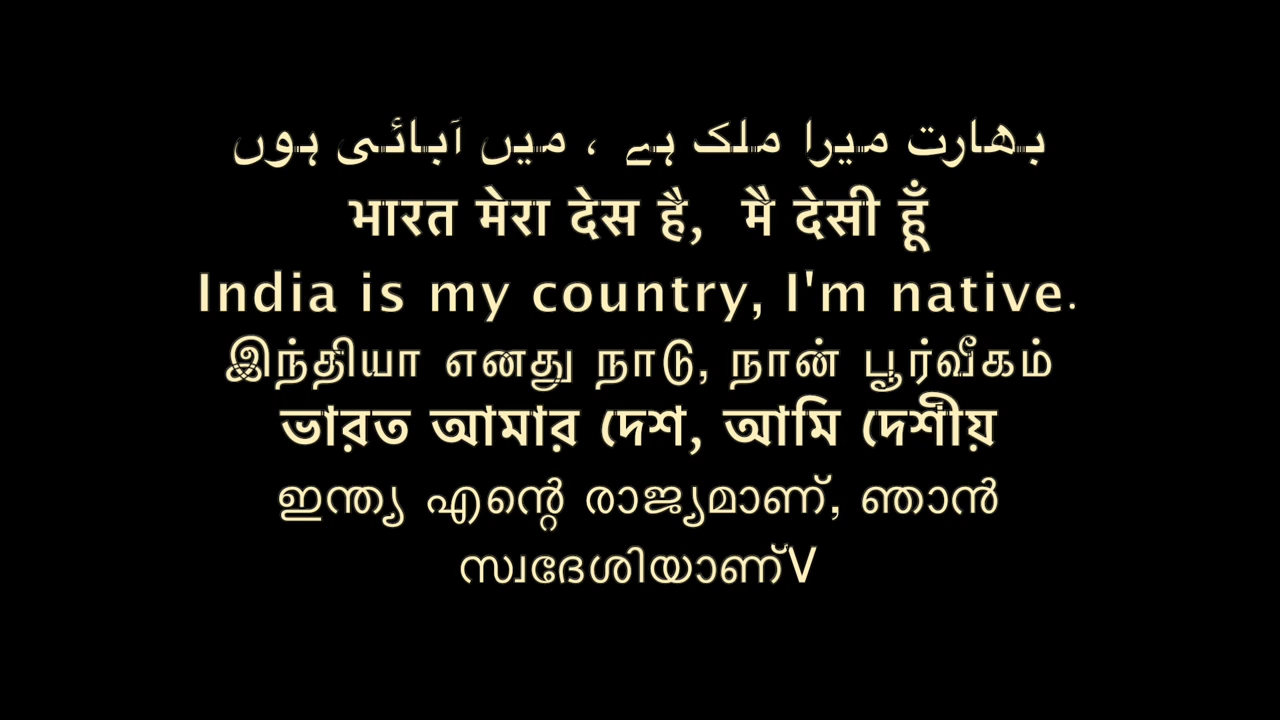 بھارت میرا ملک ہے ، میں آبائی ہوں
भारत मेरा देस है, मै देसी हूँ
India is my country, I'm native.
இந்தியா எனது நாடு, நான் பூர்வீகம்
ভারত আমার দেশ, আমি দেশীয়
ഇന്ത്യ എന്റെ രാജ്യമാണ്, ഞാൻ
സ്വദേശിയാണ്V